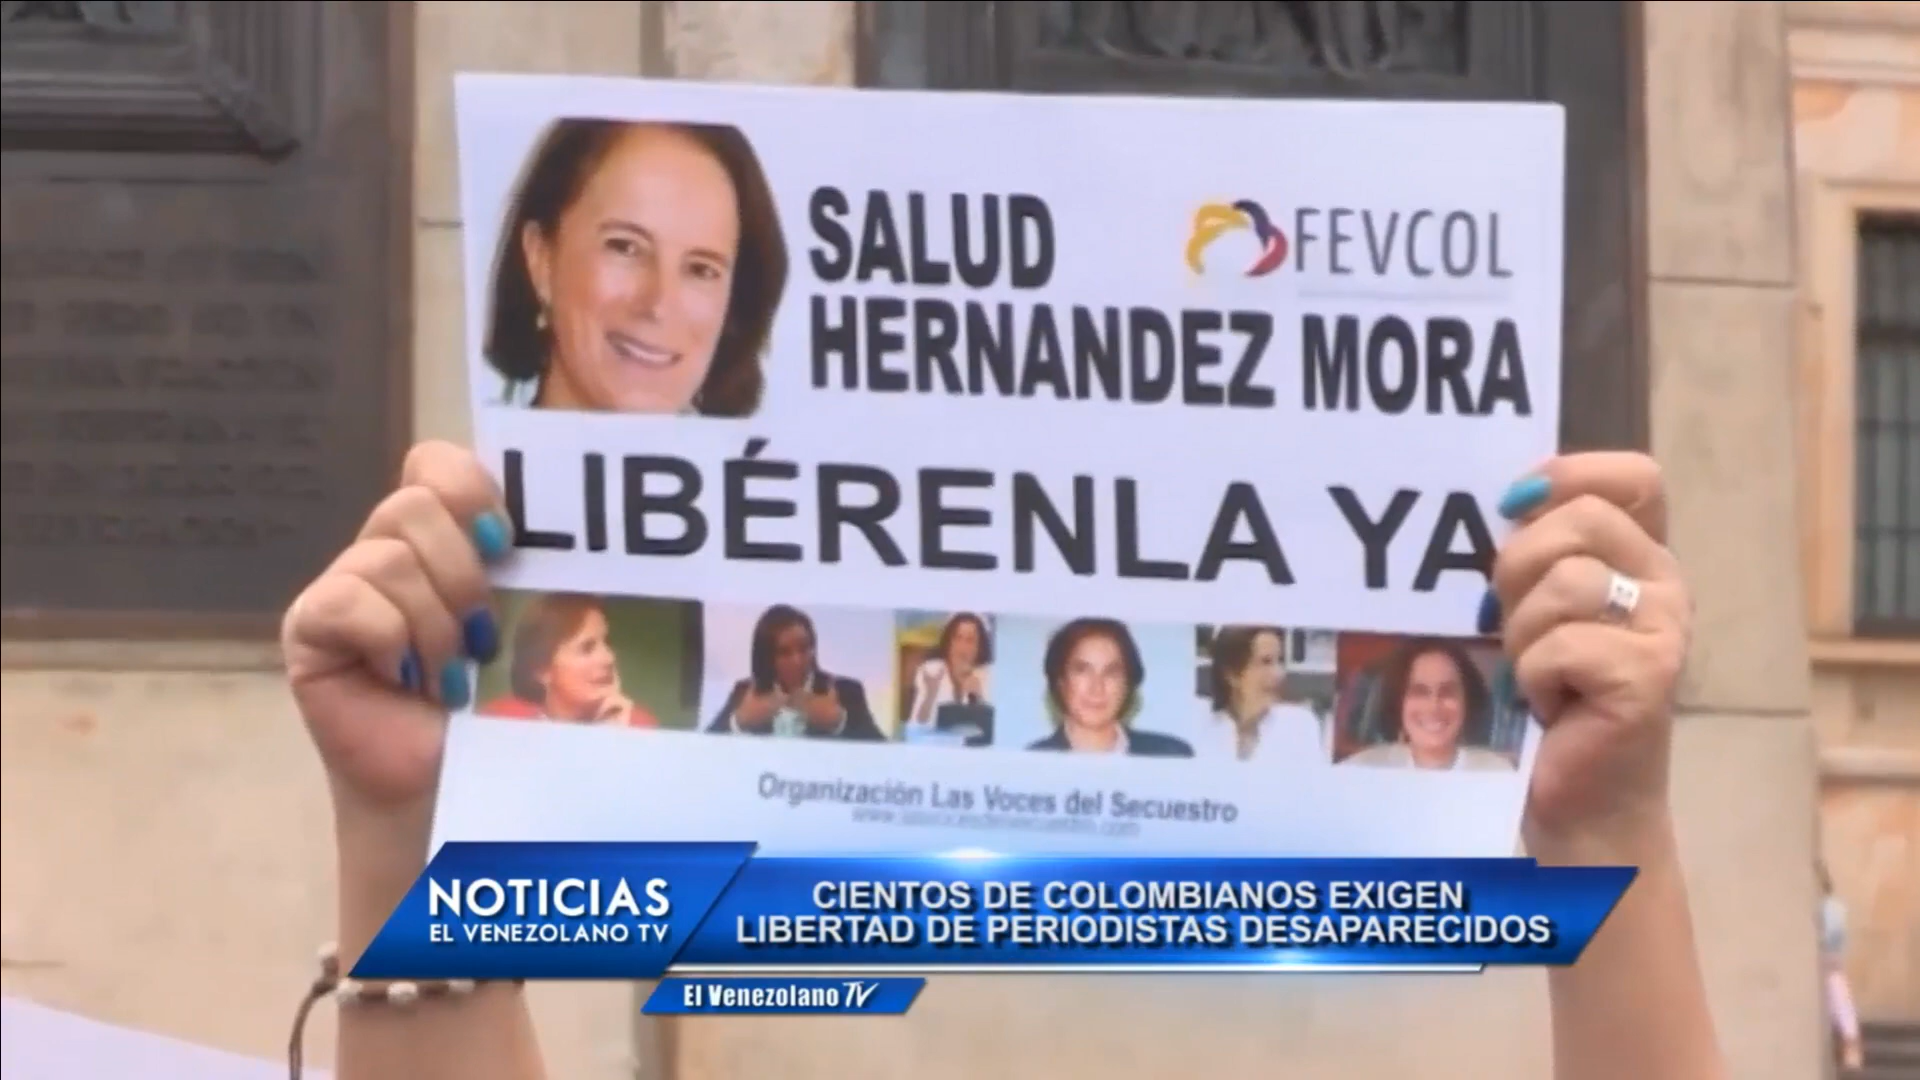 SALUD
HERNANDEZ MORA
FEVCOL
LIBÉRENLA YA
Organización Las Voces del Secuestro
NOTICIAS
EL VENEZOLANO TV
CIENTOS DE COLOMBIANOS EXIGEN
LIBERTAD DE PERIODISTAS DESAPARECIDOS
El Venezolano TV